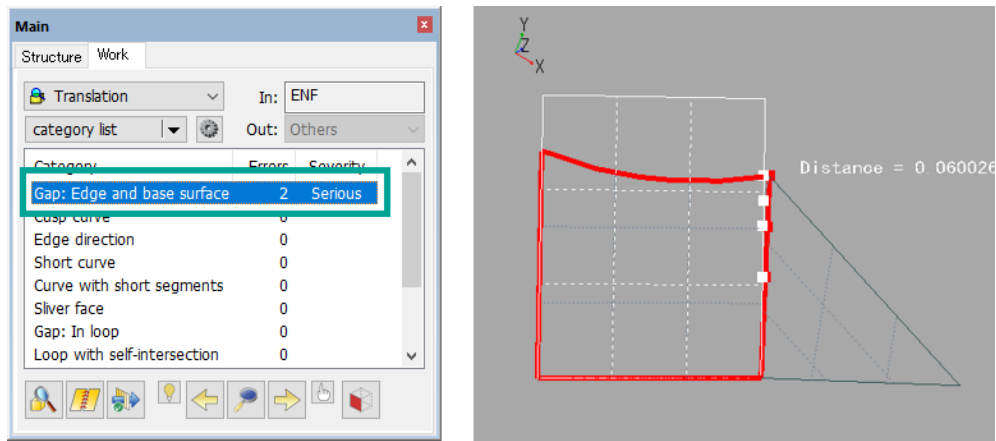 Main
Structure Work
Translation In: ENF
category list Out: Others
Category Errors Severity
Gap: Edge and base surface 2 Serious
Cusp curve 0
Edge direction 0
Short curve 0
Curve with short segments 0
Sliver face 0
Gap: In loop 0
Loop with self-intersection 0
Y
Z
X
Distance = 0.060026